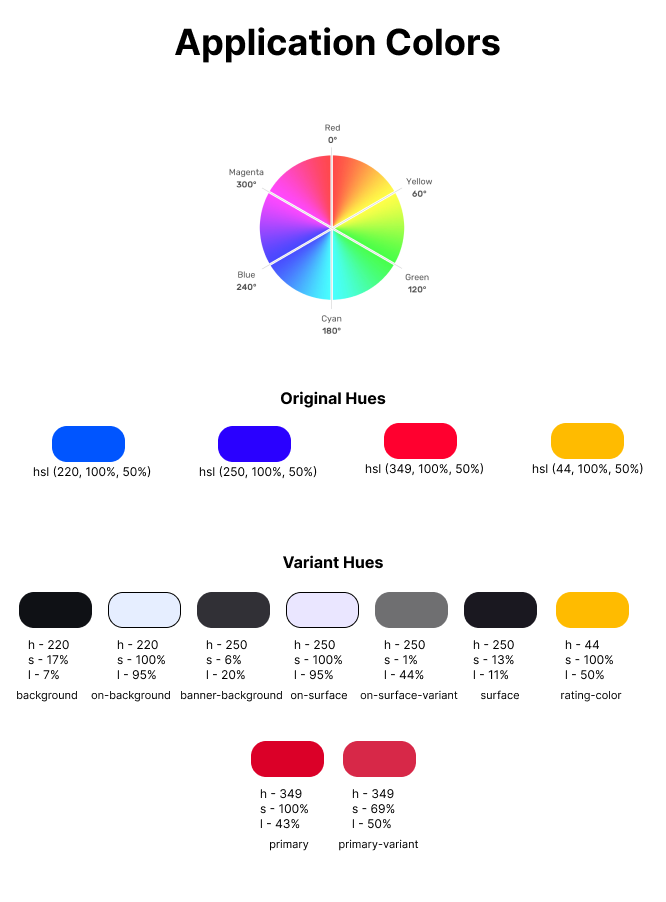 Application Colors
Red
0°
Magenta
300°
Yellow
60°
Blue
240°
Green
120°
Cyan
180°
Original Hues
hsl (220, 100%, 50%)
hsl (250, 100%, 50%)
hsl (349, 100%, 50%)
hsl (44, 100%, 50%)
Variant Hues
h - 220
s - 17%
l - 7%
background
h - 220
s - 100%
l - 95%
on-background
h - 250
s - 6%
l - 20%
banner-background
h - 250
s - 100%
l - 95%
on-surface
h - 250
s - 1%
l - 44%
on-surface-variant
h - 250
s - 13%
l - 11%
surface
h - 44
s - 100%
l - 50%
rating-color
h - 349
s - 100%
l - 43%
primary
h - 349
s - 69%
l - 50%
primary-variant